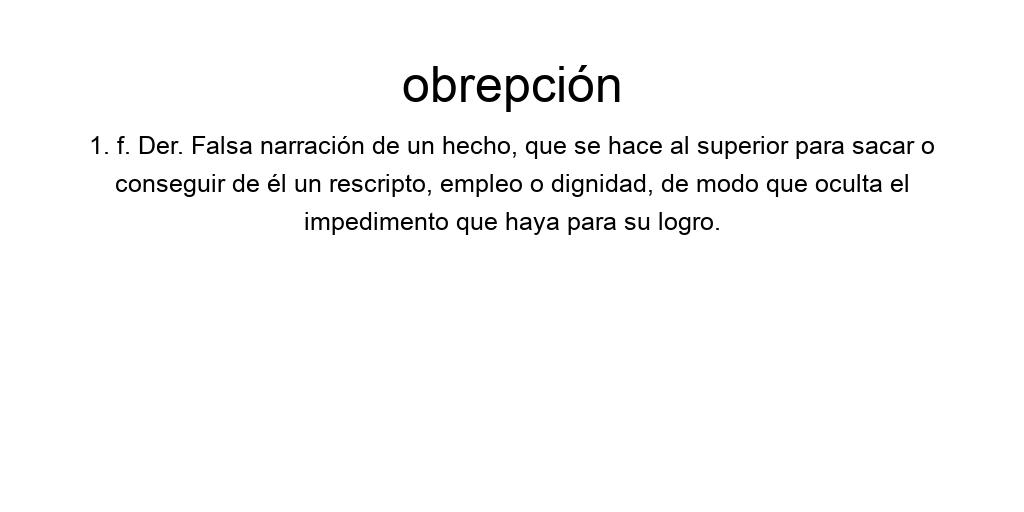 obrepción
1. f. Der. Falsa narración de un hecho, que se hace al superior para sacar o
conseguir de él un rescripto, empleo o dignidad, de modo que oculta el
impedimento que haya para su logro.